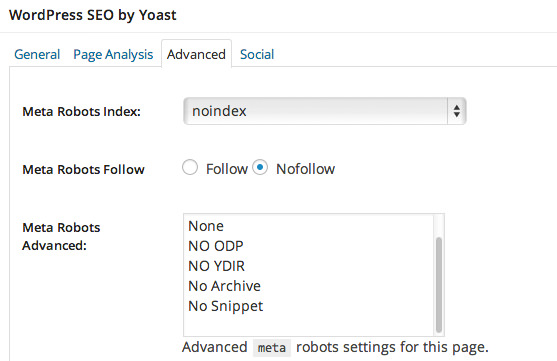 WordPress SEO by Yoast
General Page Analysis Advanced Social
Meta Robots Index: noindex
Meta Robots Follow Follow Nofollow
Meta Robots
Advanced:
None
NO ODP
NO YDIR
No Archive
No Snippet
Advanced meta robots settings for this page.